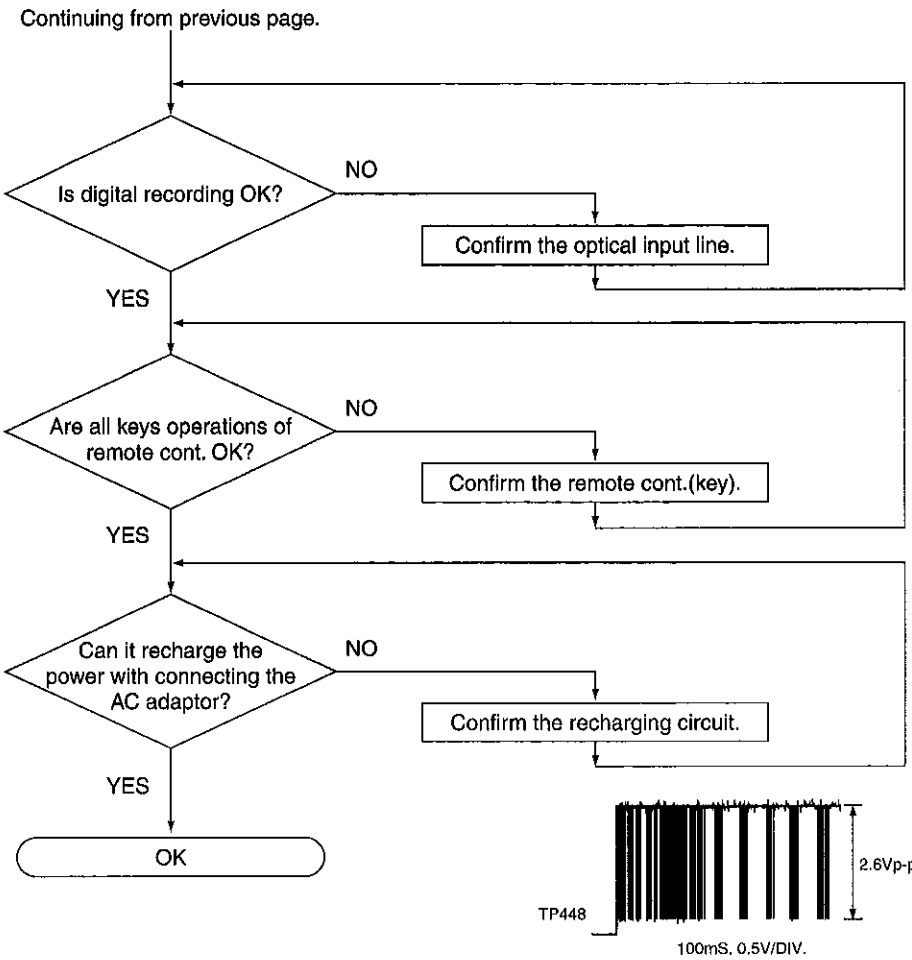 Continuing from previous page.
Is digital recording OK?
NO
Confirm the optical input line.
YES
Are all keys operations of
remote cont. OK?
NO
Confirm the remote cont.(key).
YES
Can it recharge the
power with connecting the
AC adaptor?
NO
Confirm the recharging circuit.
YES
OK
2.6Vp-p
TP448
100mS, 0.5V/DIV.